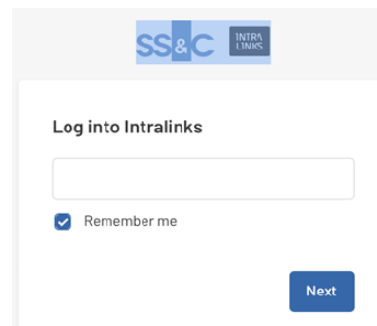 SS&C INTRA
LINKS
Log into Intralinks
Remember me
Next